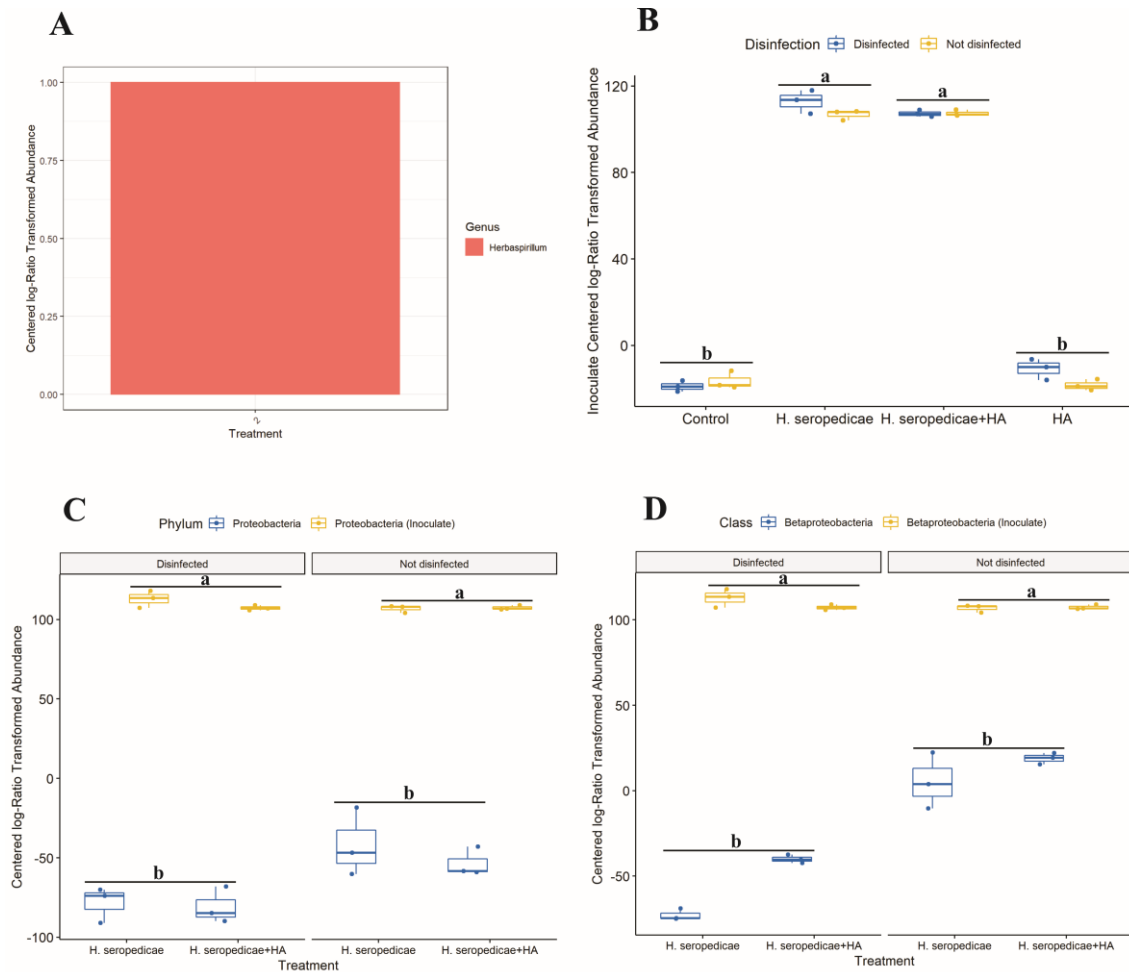 A
Centered log-Ratio Transformed Abundance
1.00
0.75
0.50
0.25
0.00
2
Treatment
Genus
Herbaspirillum
B
Disinfection Disinfected Not disinfected
Inoculate Centered log-Ratio Transformed Abundance
120
80
40
0
a
a
b
b
Control H. seropedicae H. seropedicae+HA HA
C
Phylum Proteobacteria Proteobacteria (Inoculate)
Disinfected Not disinfected
Centered log-Ratio Transformed Abundance
100
50
0
-50
-100
a
a
b
b
H. seropedicae H. seropedicae+HA H. seropedicae H. seropedicae+HA
Treatment
D
Class Betaproteobacteria Betaproteobacteria (Inoculate)
Disinfected Not disinfected
Centered log-Ratio Transformed Abundance
100
50
0
-50
a
a
b
b
H. seropedicae H. seropedicae+HA H. seropedicae H. seropedicae+HA
Treatment